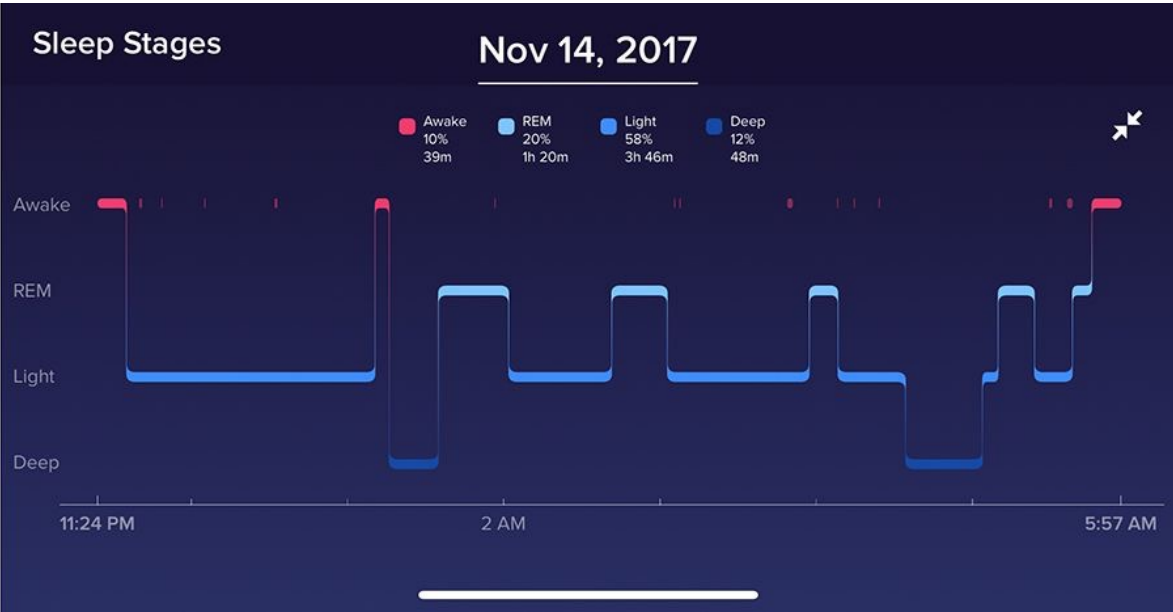 Sleep Stages
Nov 14, 2017
Awake
10%
39m
REM
20%
1h 20m
Light
58%
3h 46m
Deep
12%
48m
Awake
REM
Light
Deep
11:24 PM
2 AM
5:57 AM